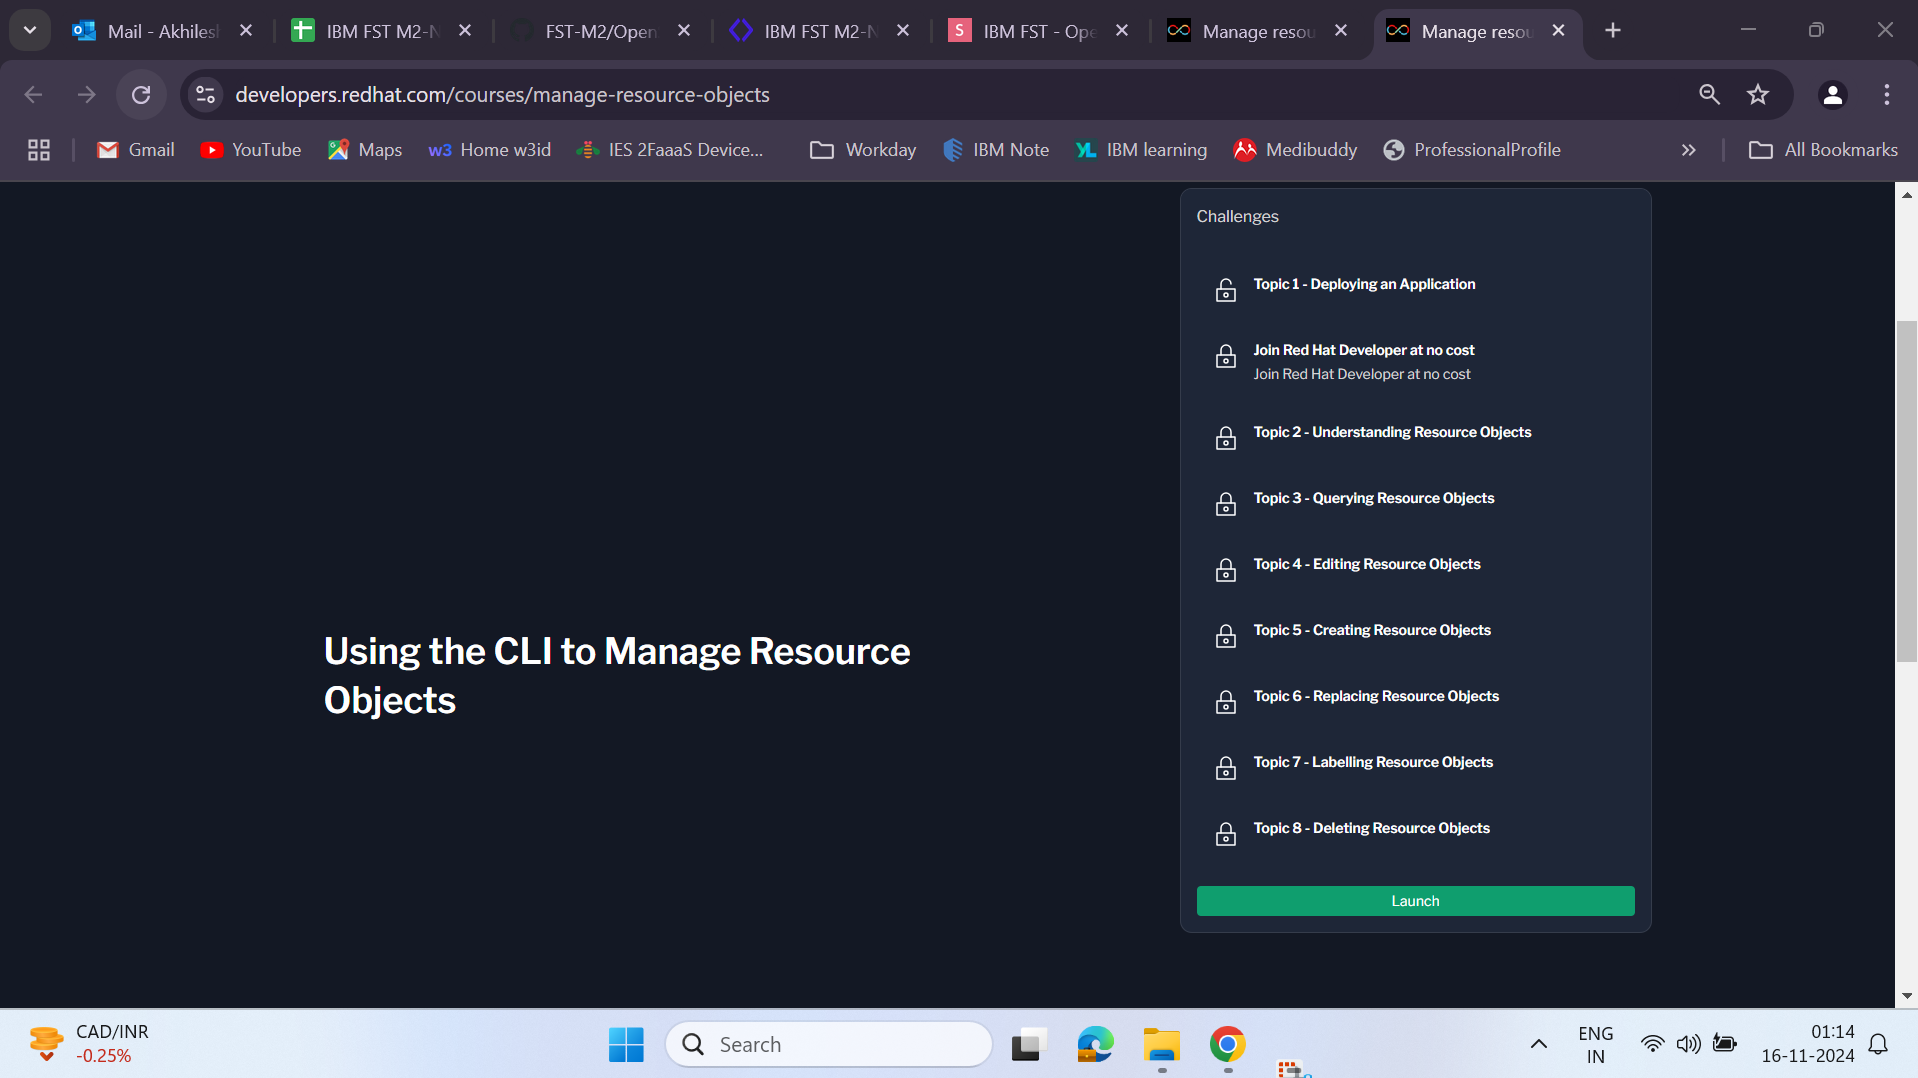 Mail - Akhiles
IBM FST M2-N
FST-M2/Open
IBM FST M2-N
S
IBM FST - Ope
Manage resou
Manage resou
developers.redhat.com/courses/manage-resource-objects
Gmail
YouTube
Maps
w3 Home w3id
IES 2FaaaS Device...
Workday
IBM Note
YL IBM learning
Medibuddy
ProfessionalProfile
All Bookmarks
Challenges
Topic 1 - Deploying an Application
Join Red Hat Developer at no cost
Join Red Hat Developer at no cost
Topic 2 - Understanding Resource Objects
Topic 3 - Querying Resource Objects
Topic 4 - Editing Resource Objects
Topic 5 - Creating Resource Objects
Topic 6 - Replacing Resource Objects
Topic 7 - Labelling Resource Objects
Topic 8 - Deleting Resource Objects
Launch
Using the CLI to Manage Resource
Objects
CAD/INR
-0.25%
Search
ENG
IN
01:14
16-11-2024